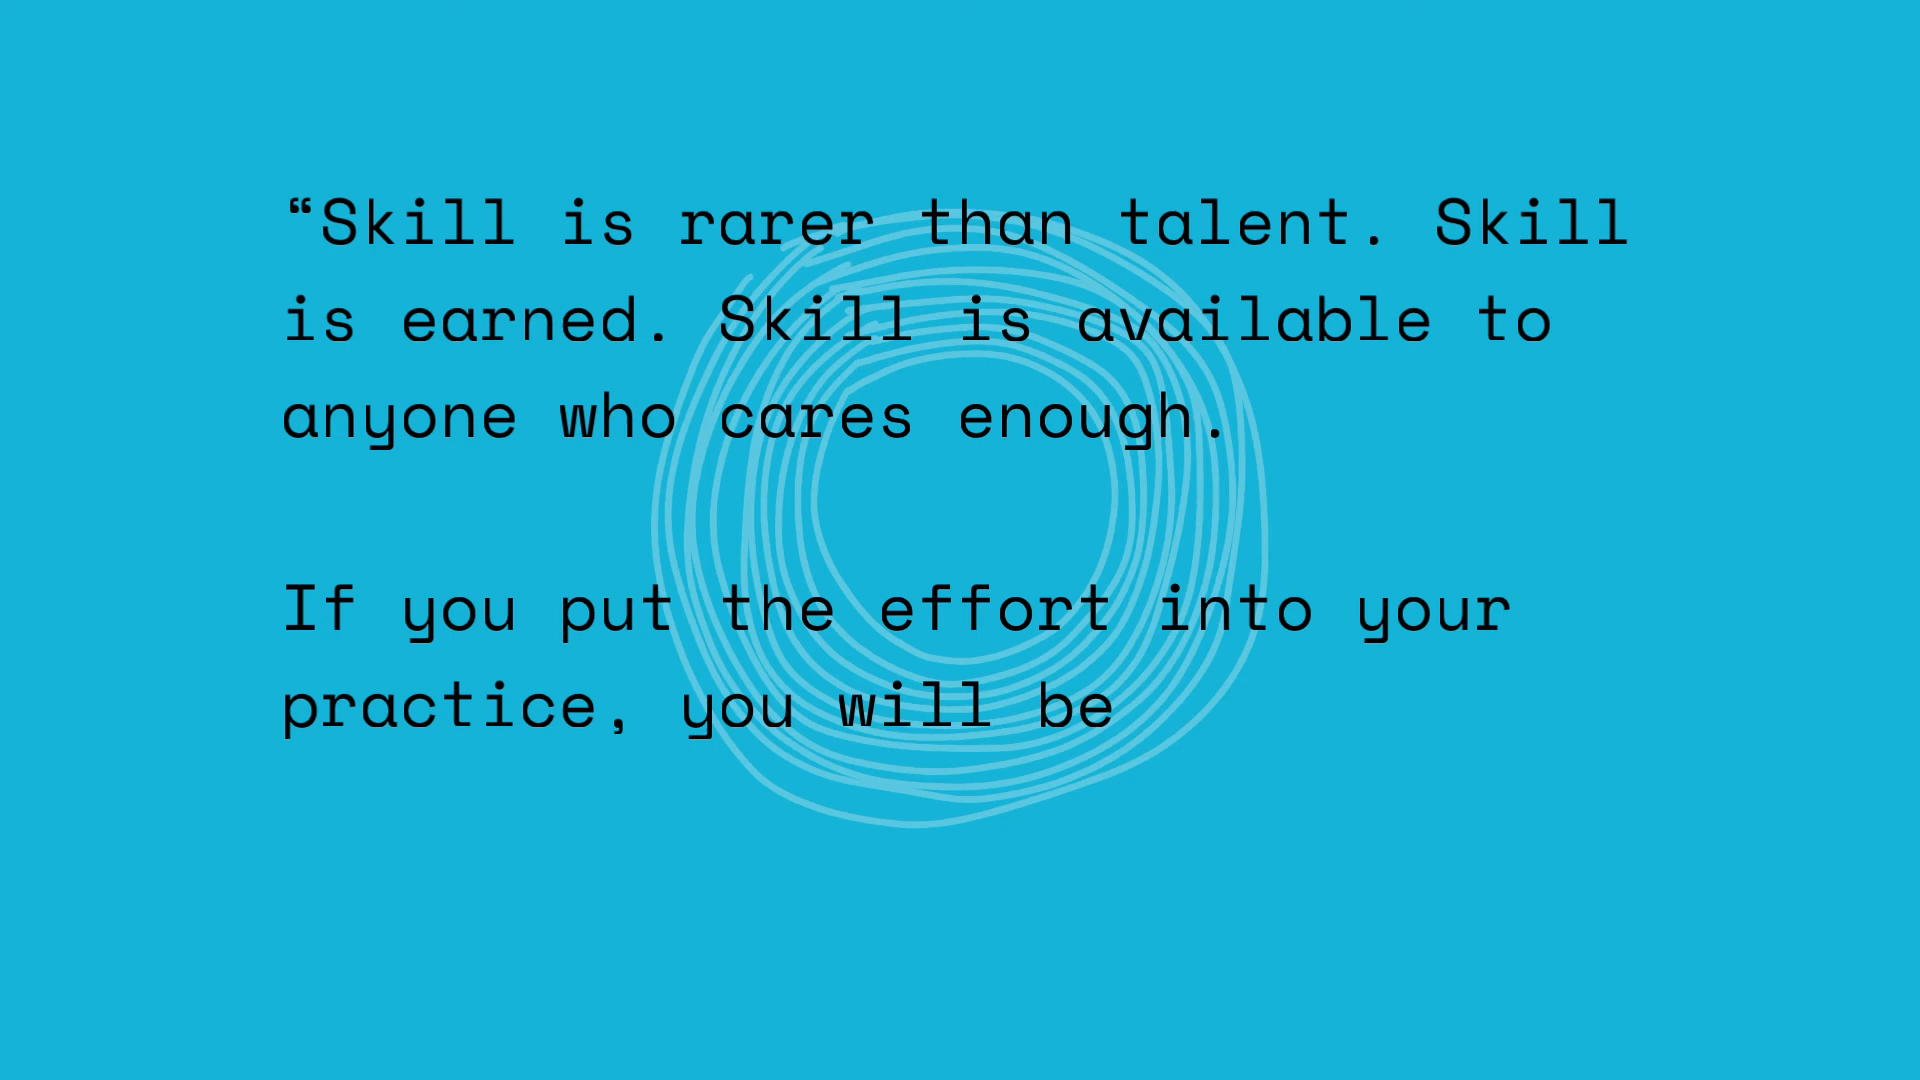 “Skill is rarer than talent. Skill
is earned. Skill is available to
anyone who cares enough.
If you put the effort into your
practice, you will be